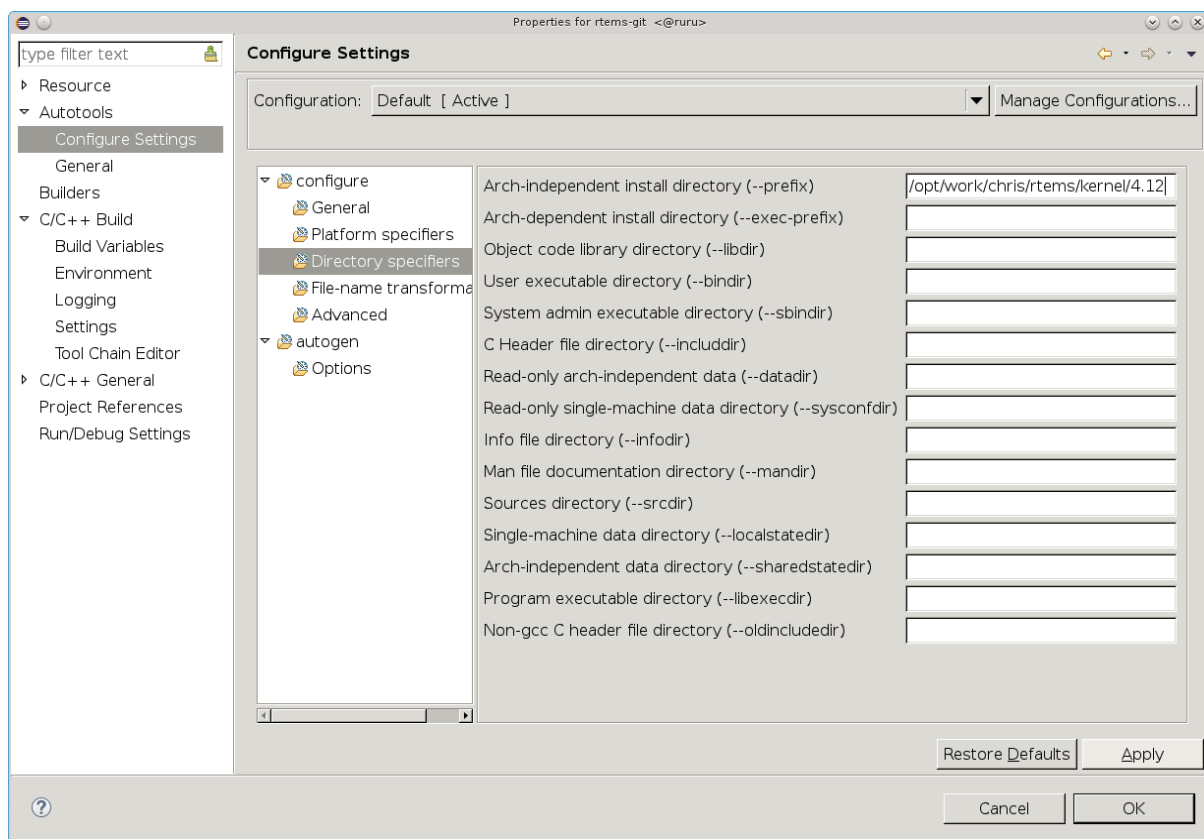 Properties for rtems-git <@ruru>
type filter text
Resource
Autotools
Configure Settings
General
Builders
C/C++ Build
Build Variables
Environment
Logging
Settings
Tool Chain Editor
C/C++ General
Project References
Run/Debug Settings
Configure Settings
Configuration: Default [ Active ]
Manage Configurations...
configure
General
Platform specifiers
Directory specifiers
File-name transforma
Advanced
autogen
Options
Arch-independent install directory (--prefix) /opt/work/chris/rtems/kernel/4.12
Arch-dependent install directory (--exec-prefix)
Object code library directory (--libdir)
User executable directory (--bindir)
System admin executable directory (--sbindir)
C Header file directory (--includdir)
Read-only arch-independent data (--datadir)
Read-only single-machine data directory (--sysconfdir)
Info file directory (--infodir)
Man file documentation directory (--mandir)
Sources directory (--srcdir)
Single-machine data directory (--localstatedir)
Arch-independent data directory (--sharedstatedir)
Program executable directory (--libexecdir)
Non-gcc C header file directory (--oldincludedir)
Restore Defaults
Apply
?
Cancel
OK